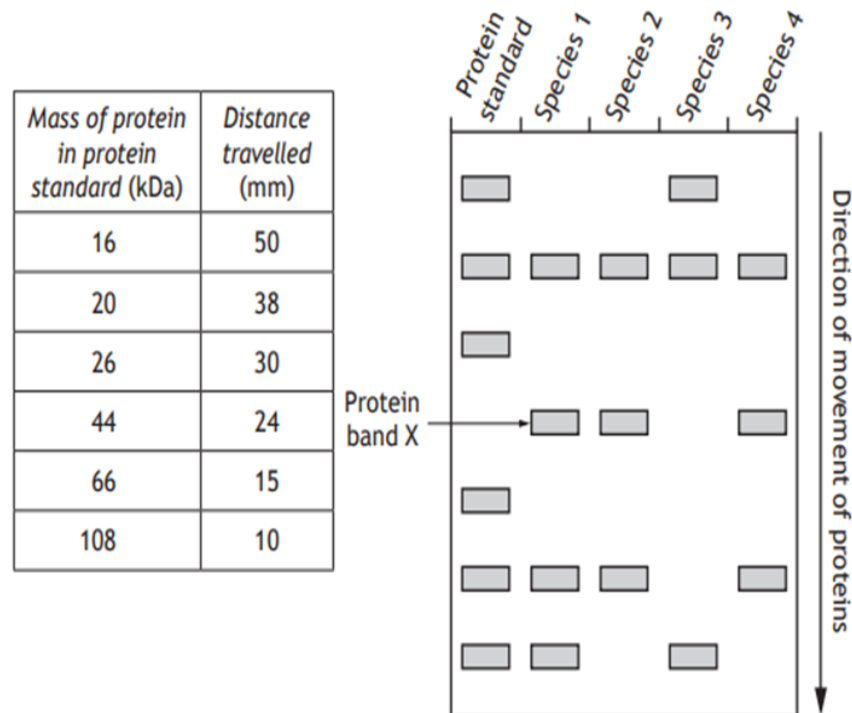 Mass of protein
in protein
standard (kDa)
Distance
travelled
(mm)
16 50
20 38
26 30
44 24
66 15
108 10
Protein
standard
Species 1
Species 2
Species 3
Species 4
Protein
band X
Direction of movement of proteins